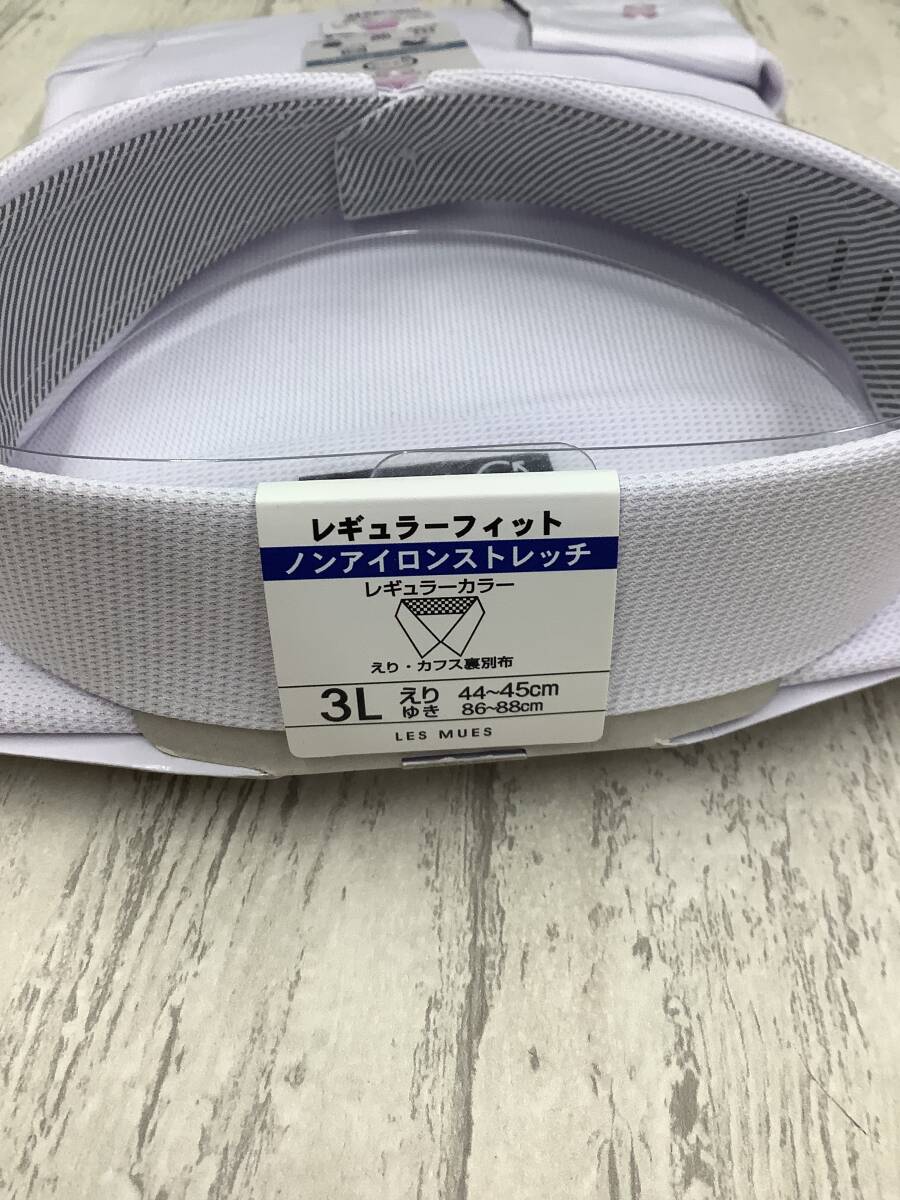 レギュラーフィット
ノンアイロンストレッチ
レギュラーカラー
えり・カフス裏別布
3L えり 44~45cm
ゆき 86~88cm
LES MUES